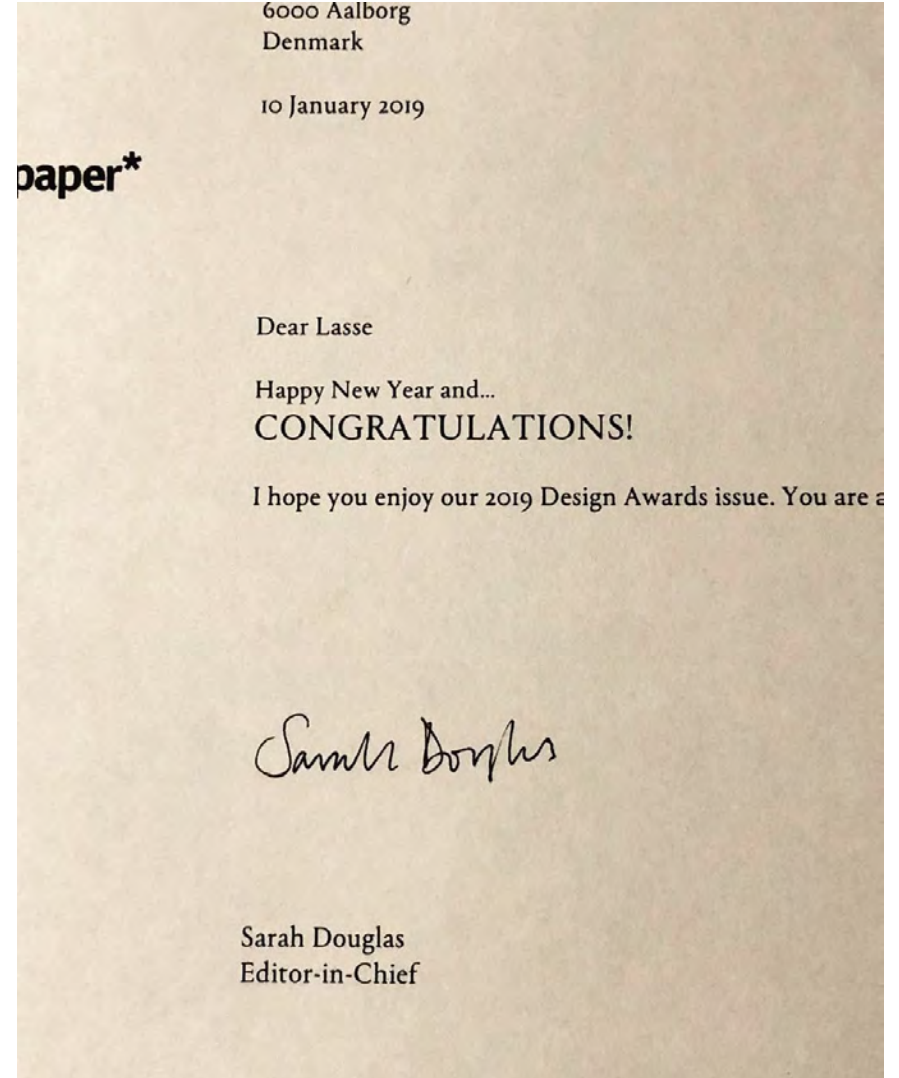 6000 Aalborg
Denmark
10 January 2019
paper*
Dear Lasse
Happy New Year and...
CONGRATULATIONS!
I hope you enjoy our 2019 Design Awards issue. You are a
Sarah Douglas
Sarah Douglas
Editor-in-Chief